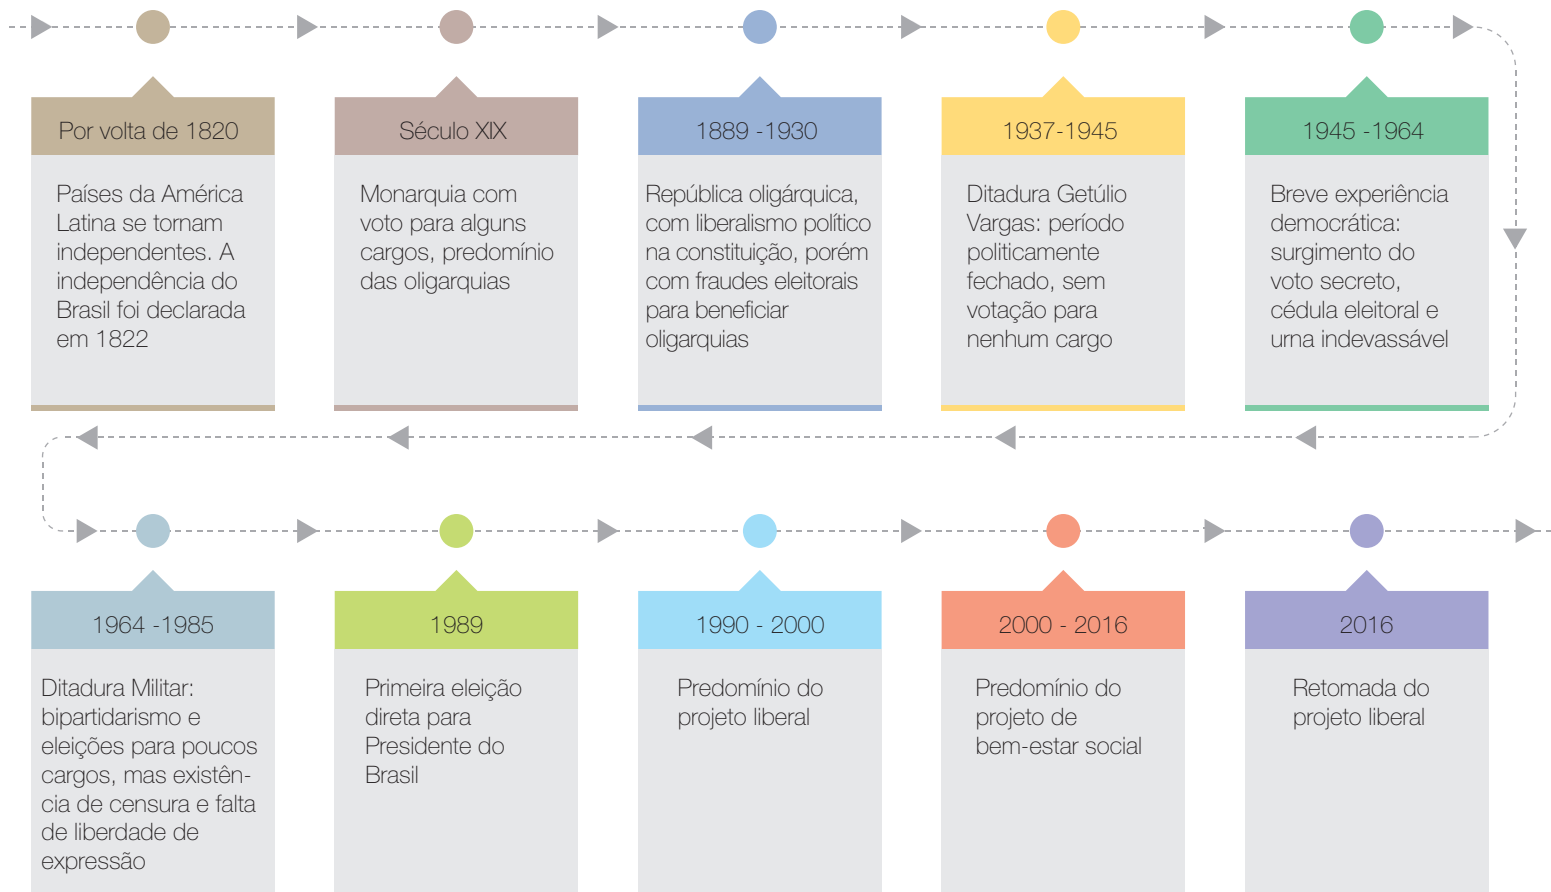 Por volta de 1820
Países da América
Latina se tornam
independentes. A
independência do
Brasil foi declarada
em 1822
Século XIX
Monarquia com
voto para alguns
cargos, predomínio
das oligarquias
1889 -1930
República oligárquica,
com liberalismo político
na constituição, porém
com fraudes eleitorais
para beneficiar
oligarquias
1937-1945
Ditadura Getúlio
Vargas: período
politicamente
fechado, sem
votação para
nenhum cargo
1945 -1964
Breve experiência
democrática:
surgimento do
voto secreto,
cédula eleitoral e
urna indevassável
1964 -1985
Ditadura Militar:
bipartidarismo e
eleições para poucos
cargos, mas existên-
cia de censura e falta
de liberdade de
expressão
1989
Primeira eleição
direta para
Presidente do
Brasil
1990 - 2000
Predomínio do
projeto liberal
2000 - 2016
Predomínio do
projeto de
bem-estar social
2016
Retomada do
projeto liberal